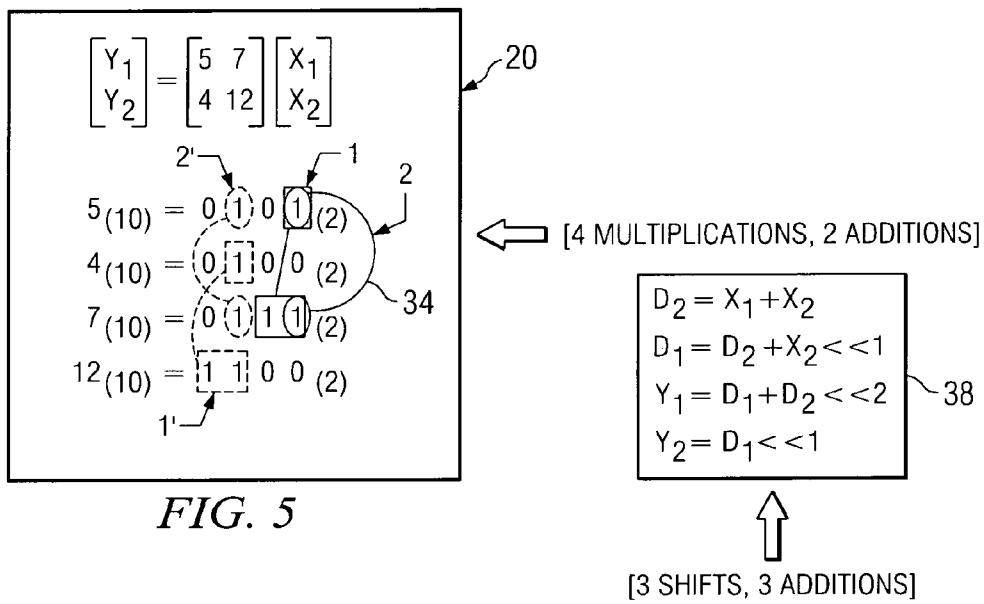 [Y1 Y2] = [5 7 4 12] [X1 X2]
20
2'
1
2
5(10) = 0 1 0 1 (2)
4(10) = 0 1 0 0 (2)
7(10) = 0 1 1 1 (2)
12(10) = 1 1 0 0 (2)
34
1'
FIG. 5
[4 MULTIPLICATIONS, 2 ADDITIONS]
D2 = X1+X2
D1 = D2+X2<<1
Y1 = D1+D2<<2
Y2 = D1<<1
38
[3 SHIFTS, 3 ADDITIONS]